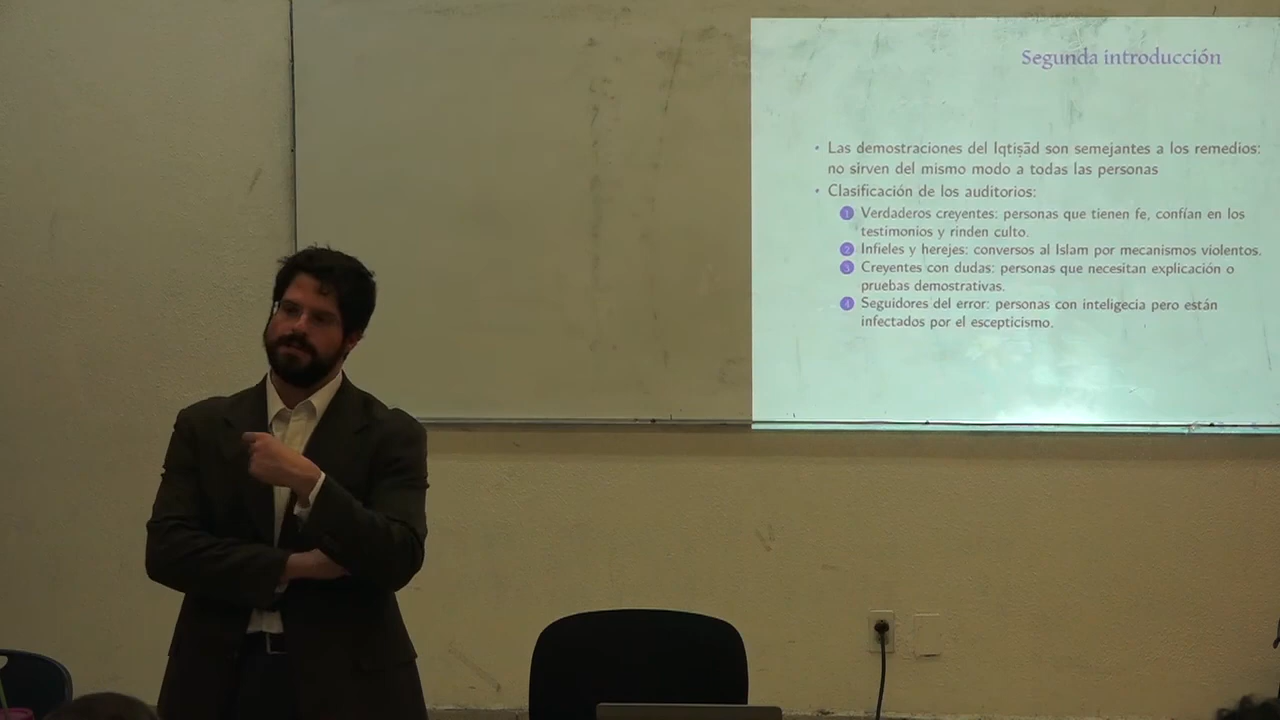 Segunda introducción
• Las demostraciones del Iqtiṣād son semejantes a los remedios:
no sirven del mismo modo a todas las personas
• Clasificación de los auditorios:
1 Verdaderos creyentes: personas que tienen fe, confían en los
testimonios y rinden culto.
2 Infieles y herejes: conversos al Islam por mecanismos violentos.
3 Creyentes con dudas: personas que necesitan explicación o
pruebas demostrativas.
4 Seguidores del error: personas con inteligecia pero están
infectados por el escepticismo.